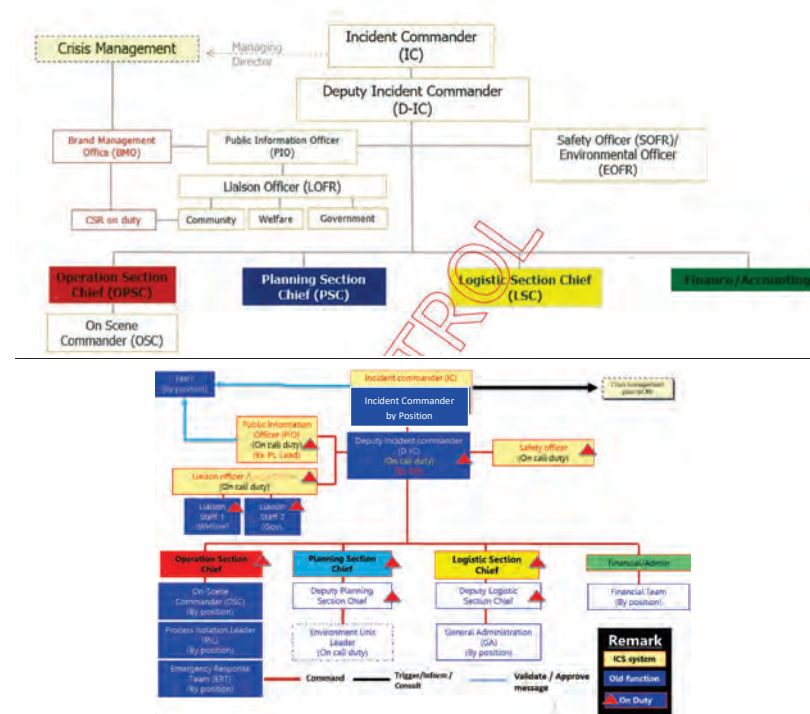 Incident Commander
(IC)
Crisis Management
Managing
Director
Deputy Incident Commander
(D-IC)
Brand Management
Office (BMO)
Public Information Officer
(PIO)
Safety Officer (SOFR)/
Environmental Officer
(EOFR)
Liaison Officer (LOFR)
CSR on duty
Community
Welfare
Government
Operation Section
Chief (OPSC)
Planning Section
Chief (PSC)
Logistic Section Chief
(LSC)
Finance/Accounting
On Scene
Commander (OSC)
TROL
BMO
(By position)
Incident commander (IC)
Incident Commander
by Position
Crisis management
Public Information
Officer (PIO)
(On call duty)
(Ex. PL Lead)
Deputy Incident commander
(D-IC)
(On call duty)
Safety officer
(On call duty)
Liaison officer
(On call duty)
Liaison
Staff 1
(Welfare)
Liaison
Staff 2
(Gov).
Operation Section
Chief
Planning Section
Chief
Logistic Section
Chief
Financial/Admin
On-Scene
Commander (OSC)
(By position)
Deputy Planning
Section Chief
Deputy Logistic
Section Chief
Financial Team
(By position)
Process Isolation Leader
(PIL)
(By position)
Environment Unit
Leader
(On call duty)
General Administration
(GA)
(By position)
Emergency Response
Team (ERT)
(By position)
Command
Trigger/Inform /
Consult
Validate / Approve
message
Remark
ICS system
Old function
On Duty